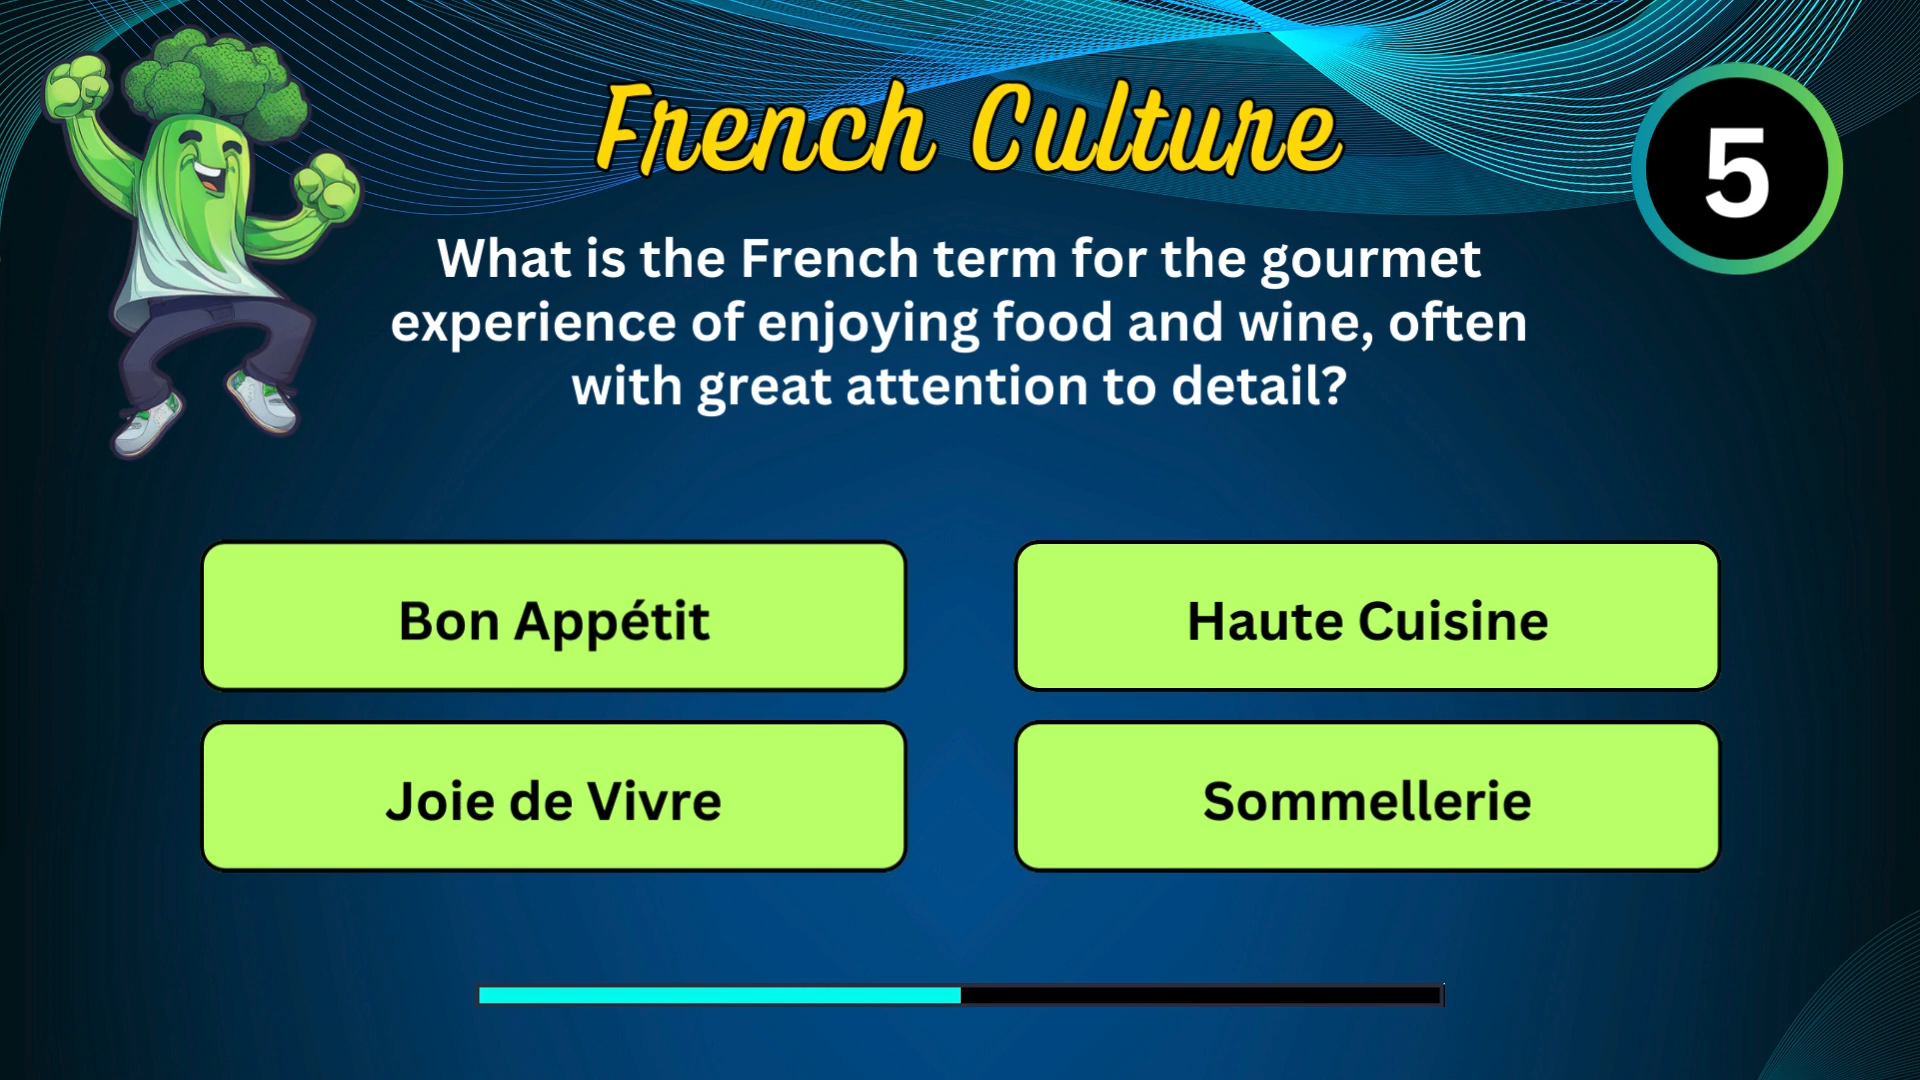 French Culture
5
What is the French term for the gourmet
experience of enjoying food and wine, often
with great attention to detail?
Bon Appétit
Haute Cuisine
Joie de Vivre
Sommellerie